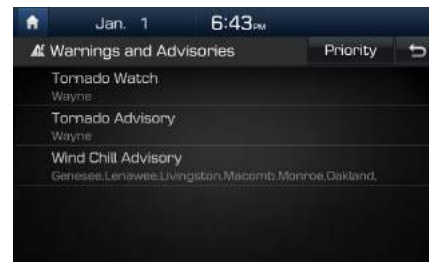 Jan. 1 6:43PM
Warnings and Advisories Priority
Tornado Watch
Wayne
Tornado Advisory
Wayne
Wind Chill Advisory
Genesee,Lenawee,Livingston,Macomb,Monroe,Oakland,